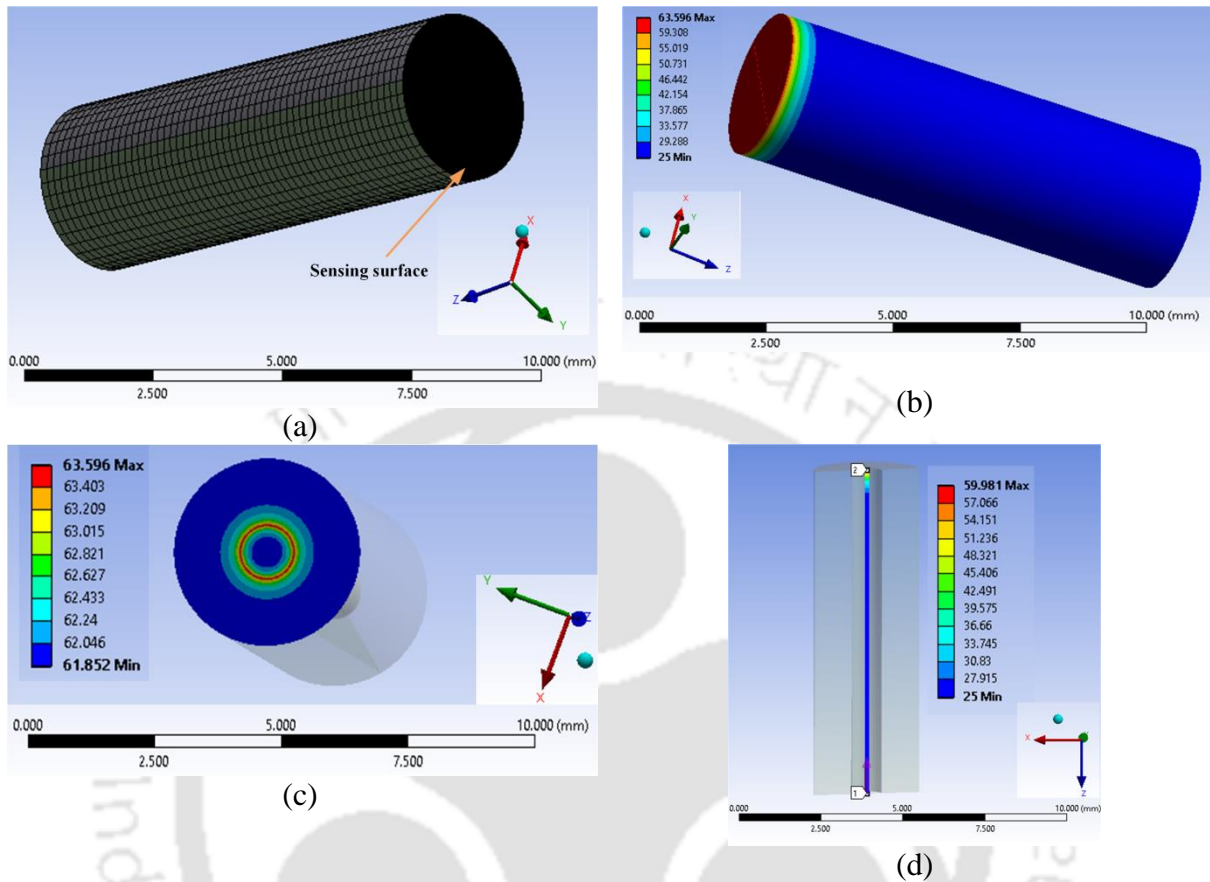 X
Z
Y
Sensing surface
0.000 5.000 10.000 (mm)
2.500 7.500
(a)
63.596 Max
59.308
55.019
50.731
46.442
42.154
37.865
33.577
29.288
25 Min
X
Y
Z
0.000 5.000 10.000 (mm)
2.500 7.500
(b)
63.596 Max
63.403
63.209
63.015
62.821
62.627
62.433
62.24
62.046
61.852 Min
Y
Z
X
0.000 5.000 10.000 (mm)
2.500 7.500
(c)
2
1
59.981 Max
57.066
54.151
51.236
48.321
45.406
42.491
39.575
36.66
33.745
30.83
27.915
25 Min
X
Z
0.000 5.000 10.000 (mm)
2.500 7.500
(d)
Ind